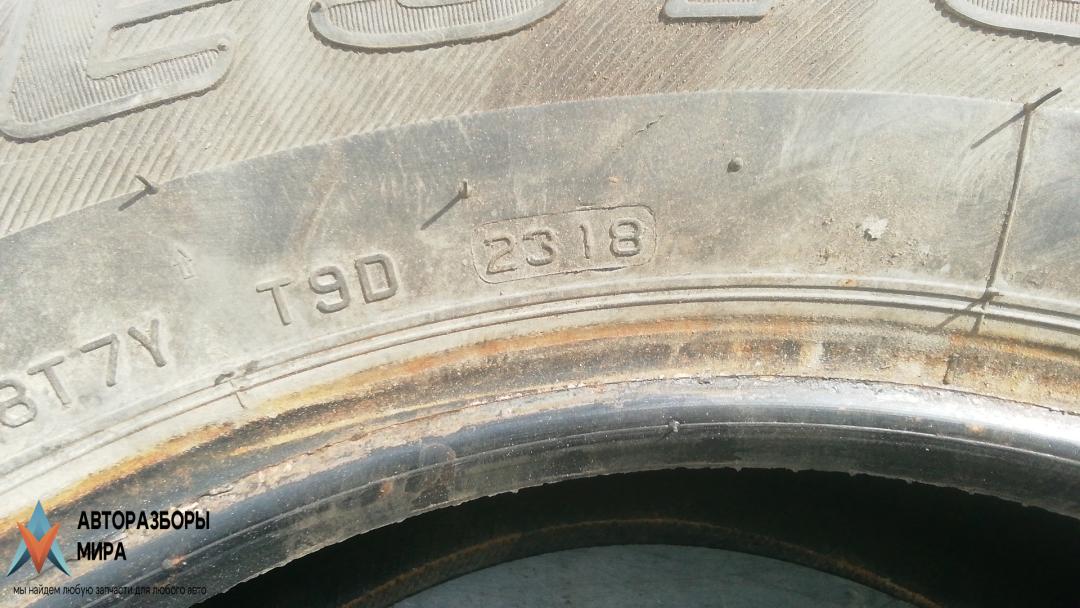 8T7Y T9D 2318
АВТОРАЗБОРЫ
МИРА
мы найдем любую запчасти для любого авто